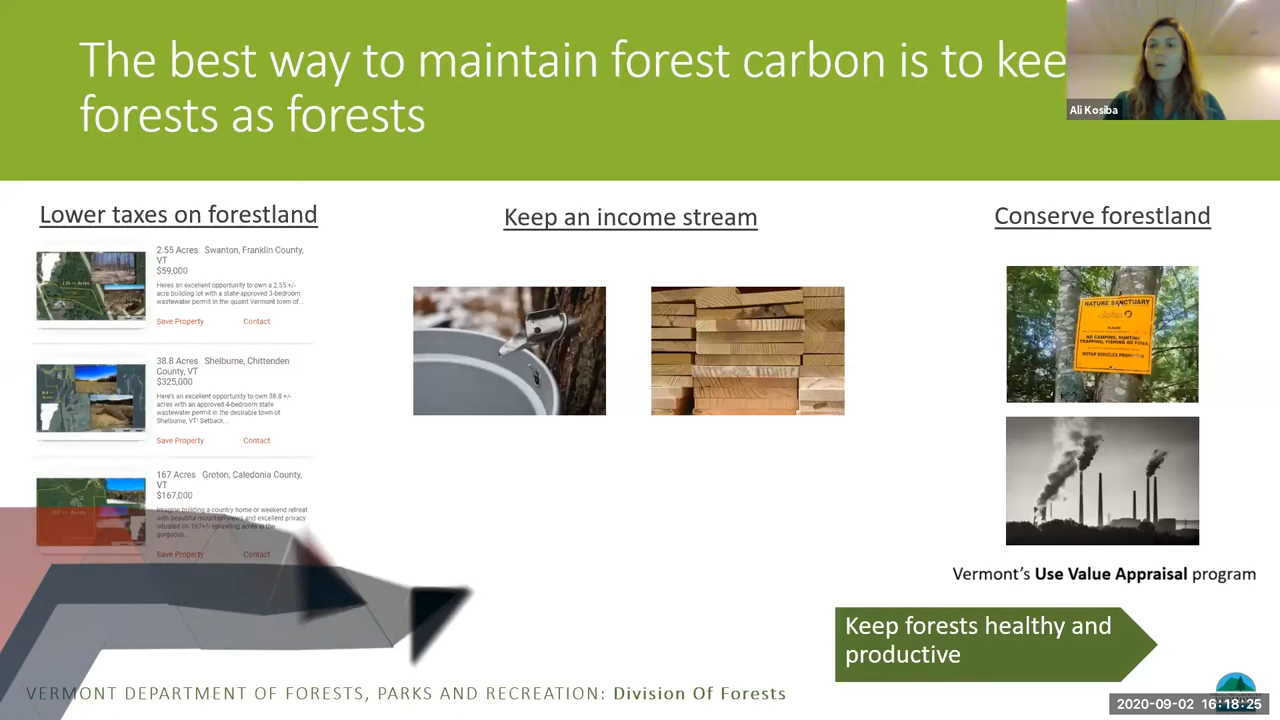 The best way to maintain forest carbon is to kee
forests as forests
Ali Kosiba
Lower taxes on forestland
2.55 Acres Swanton, Franklin County,
VT
$59,000
Heres an excellent opportunity to own a 2.55 +/-
acre building lot with a state-approved 3-bedroom
wastewater permit in the quaint Vermont town of...
Save Property Contact
38.8 Acres Shelburne, Chittenden
County, VT
$325,000
Here's an excellent opportunity to own 38.8 +/-
acres with an approved 4-bedroom state
wastewater permit in the desirable town of
Shelburne, VT! Setback...
Save Property Contact
167 Acres Groton, Caledonia County,
VT
$167,000
Imagine building a country home or weekend retreat
with beautiful mountain views and excellent privacy
situated on 167+/- sprawling acres in the
gorgeous...
Save Property Contact
Keep an income stream
Conserve forestland
NATURE SANCTUARY
PLEASE
NO CAMPING, HUNTING,
TRAPPING, FISHING OR FIRES
MOTOR VEHICLES PROHIBITED
Vermont's Use Value Appraisal program
Keep forests healthy and
productive
VERMONT DEPARTMENT OF FORESTS, PARKS AND RECREATION: Division Of Forests
2020-09-02 16:18:25